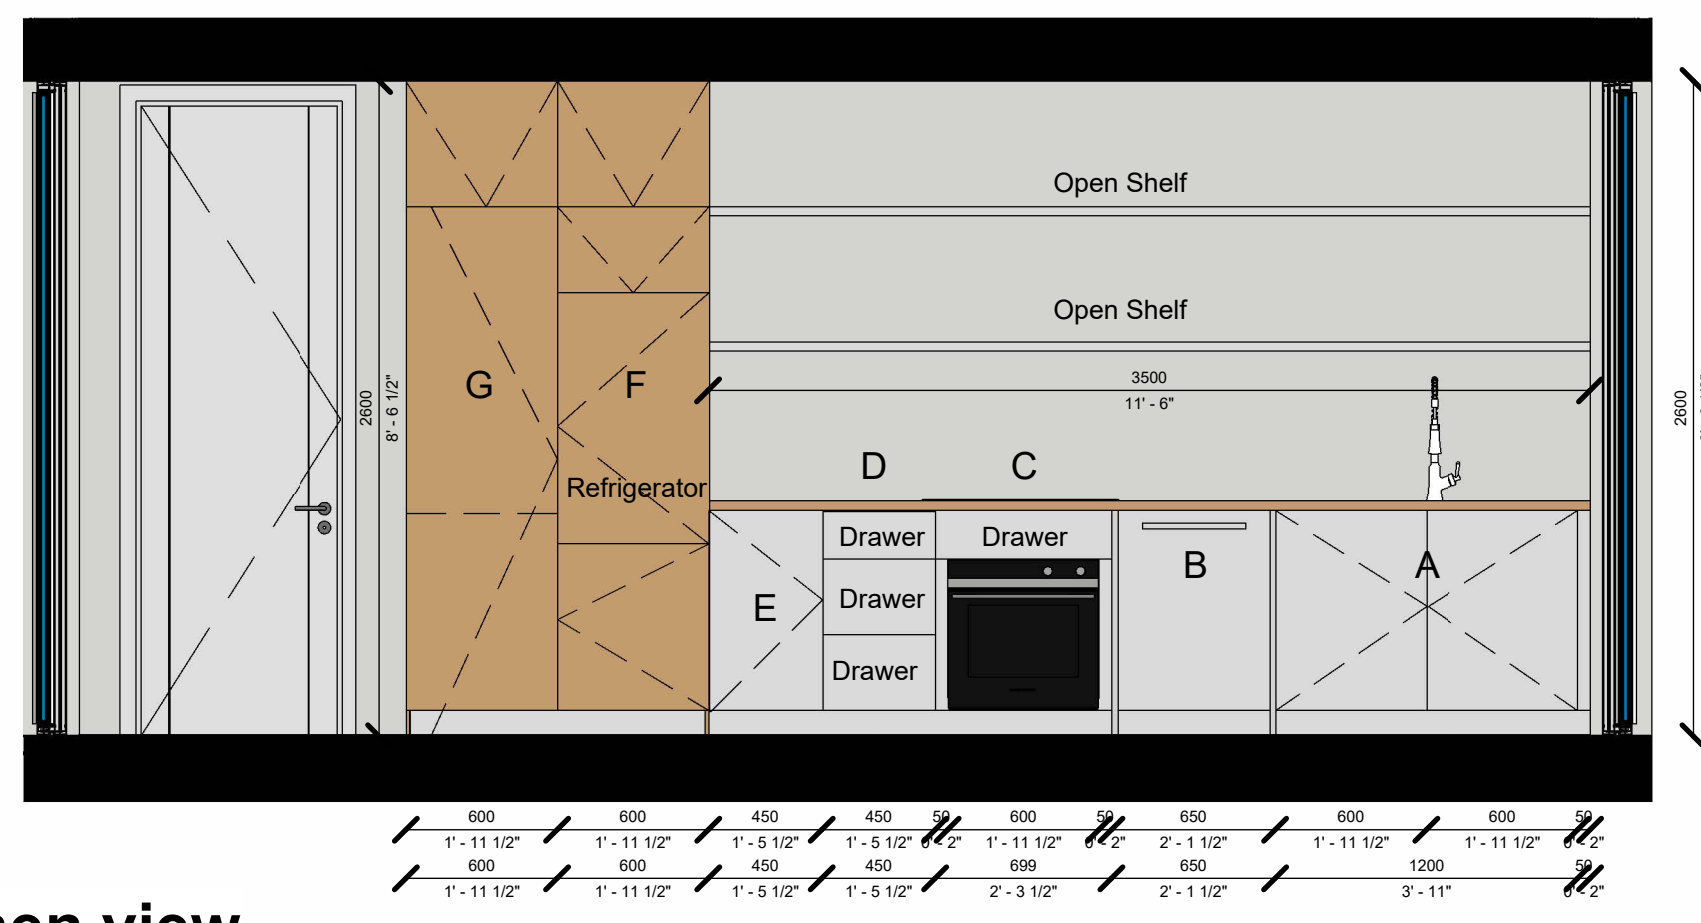 Open Shelf
Open Shelf
2600
8' - 6 1/2"
G
F
3500
11' - 6"
2600
D
C
Refrigerator
Drawer
Drawer
B
A
E
Drawer
Drawer
600 600 450 450 50 600 50 650 600 600 50
1' - 11 1/2" 1' - 11 1/2" 1' - 5 1/2" 1' - 5 1/2" 0' - 2" 1' - 11 1/2" 0' - 2" 2' - 1 1/2" 1' - 11 1/2" 1' - 11 1/2" 0' - 2"
600 600 450 450 699 650 1200 50
1' - 11 1/2" 1' - 11 1/2" 1' - 5 1/2" 1' - 5 1/2" 2' - 3 1/2" 2' - 1 1/2" 3' - 11" 0' - 2"
view